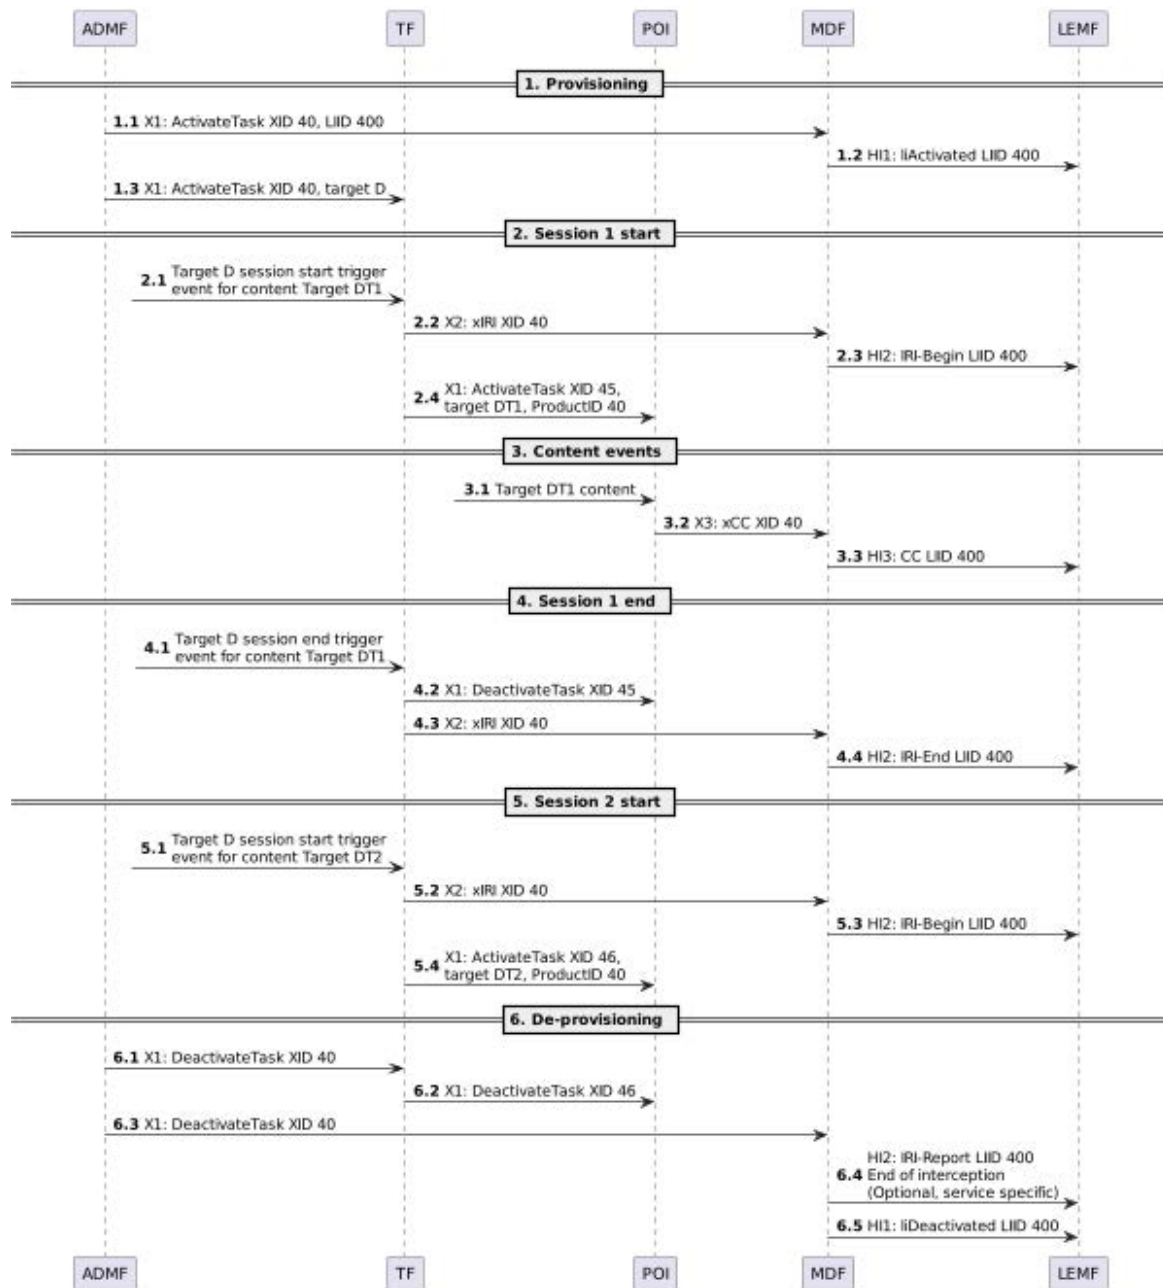 ADMF TF POI MDF LEMF
1. Provisioning
1.1 X1: ActivateTask XID 40, LIID 400
1.2 HI1: liActivated LIID 400
1.3 X1: ActivateTask XID 40, target D
2. Session 1 start
2.1 Target D session start trigger
event for content Target DT1
2.2 X2: xIRI XID 40
2.3 HI2: IRI-Begin LIID 400
2.4 X1: ActivateTask XID 45,
target DT1, ProductID 40
3. Content events
3.1 Target DT1 content
3.2 X3: xCC XID 40
3.3 HI3: CC LIID 400
4. Session 1 end
4.1 Target D session end trigger
event for content Target DT1
4.2 X1: DeactivateTask XID 45
4.3 X2: xIRI XID 40
4.4 HI2: IRI-End LIID 400
5. Session 2 start
5.1 Target D session start trigger
event for content Target DT2
5.2 X2: xIRI XID 40
5.3 HI2: IRI-Begin LIID 400
5.4 X1: ActivateTask XID 46,
target DT2, ProductID 40
6. De-provisioning
6.1 X1: DeactivateTask XID 40
6.2 X1: DeactivateTask XID 46
6.3 X1: DeactivateTask XID 40
HI2: IRI-Report LIID 400
6.4 End of interception
(Optional, service specific)
6.5 HI1: liDeactivated LIID 400
ADMF TF POI MDF LEMF